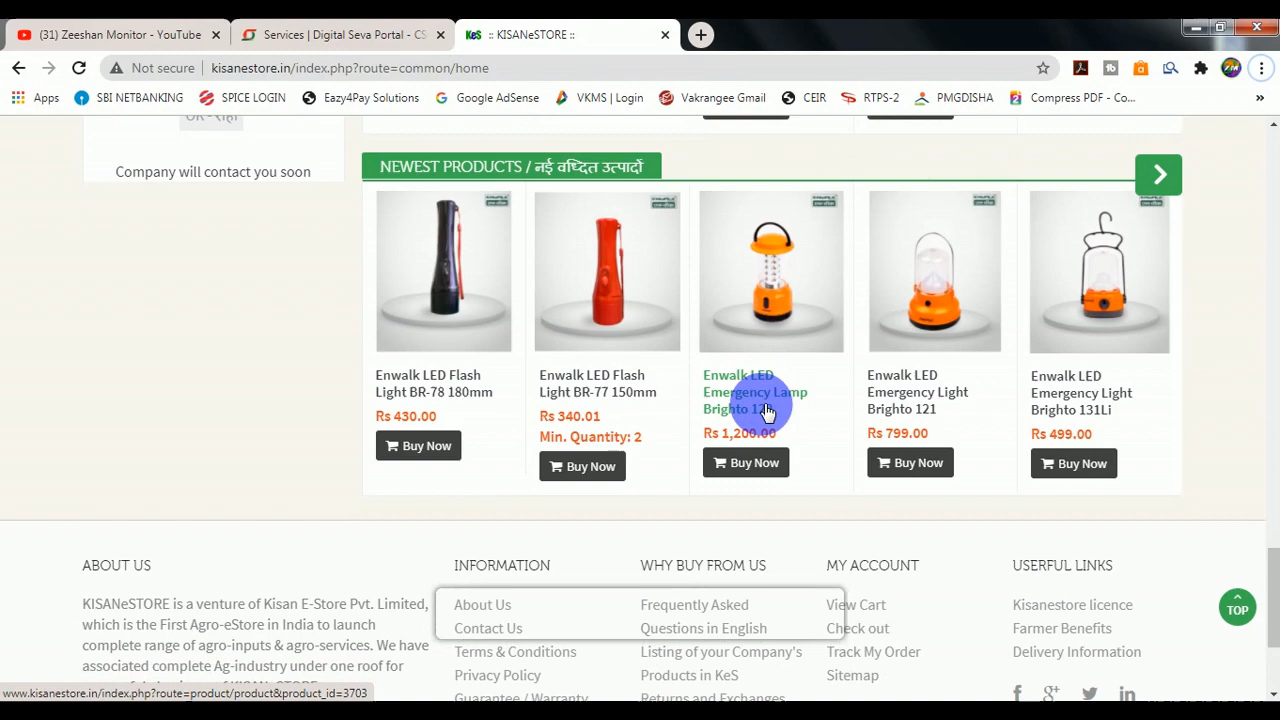 (31) Zeeshan Monitor - YouTube
Services | Digital Seva Portal - CS
KeS :: KISANeSTORE ::
Not secure
kisanestore.in/index.php?route=common/home
Apps
SBI NETBANKING
SPICE LOGIN
Eazy4Pay Solutions
Google AdSense
VKMS | Login
Vakrangee Gmail
CEIR
RTPS-2
PMGDISHA
Compress PDF - Co...
Company will contact you soon
NEWEST PRODUCTS / नई वर्ध्दित उत्पादों
Enwalk LED Flash
Light BR-78 180mm
Rs 430.00
Buy Now
Enwalk LED Flash
Light BR-77 150mm
Rs 340.01
Min. Quantity: 2
Buy Now
Enwalk LED
Emergency Lamp
Brighto
Rs 1,200.00
Buy Now
Enwalk LED
Emergency Light
Brighto 121
Rs 799.00
Buy Now
Enwalk LED
Emergency Light
Brighto 131Li
Rs 499.00
Buy Now
ABOUT US
KISANeSTORE is a venture of Kisan E-Store Pvt. Limited,
which is the First Agro-eStore in India to launch
complete range of agro-inputs & agro-services. We have
associated complete Ag-industry under one roof for
INFORMATION
About Us
Contact Us
Terms & Conditions
Privacy Policy
Guarantee / Warranty
WHY BUY FROM US
Frequently Asked
Questions in English
Listing of your Company's
Products in KeS
Returns and Exchanges
MY ACCOUNT
View Cart
Check out
Track My Order
Sitemap
USERFUL LINKS
Kisanestore licence
Farmer Benefits
Delivery Information
TOP
www.kisanestore.in/index.php?route=product/product&product_id=3703